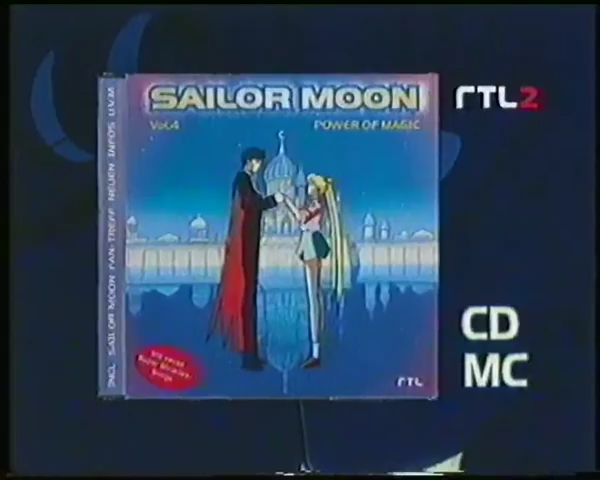 SAILOR MOON
Vol.4
POWER OF MAGIC
RTL2
INCL. SAILOR MOON FAN-TREFF NEUEN INFOS U.V.M
CD
MC
RTL